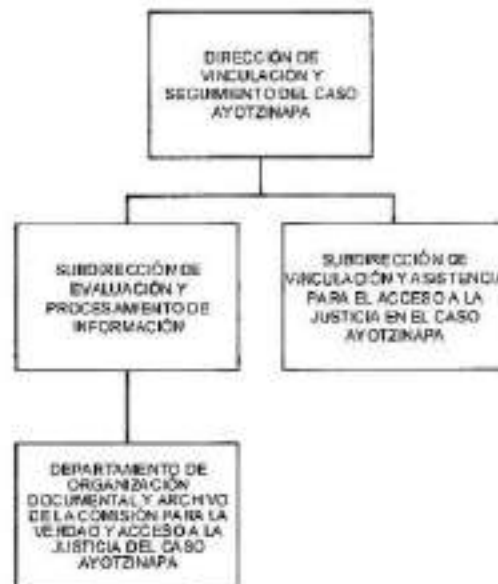 DIRECCIÓN DE
VINCULACIÓN Y
SEGUIMIENTO DEL CASO
AYOTZINAPA
SUBDIRECCIÓN DE
EVALUACIÓN Y
PROCESAMIENTO DE
INFORMACIÓN
SUBDIRECCIÓN DE
VINCULACIÓN Y ASISTENCIA
PARA EL ACCESO A LA
JUSTICIA EN EL CASO
AYOTZINAPA
DEPARTAMENTO DE
ORGANIZACIÓN
DOCUMENTAL Y ARCHIVO
DE LA COMISIÓN PARA LA
VERDAD Y ACCESO A LA
JUSTICIA DEL CASO
AYOTZINAPA